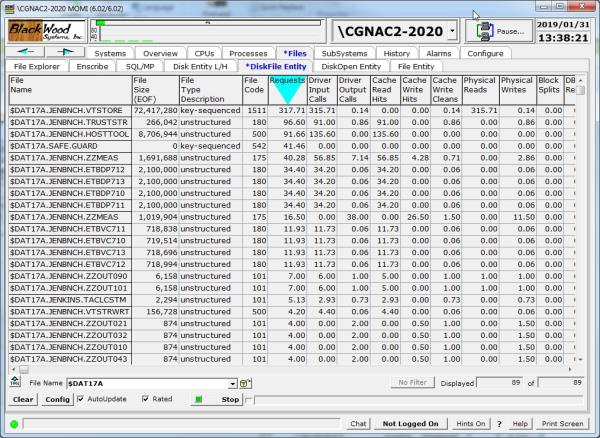 \CGNAC2-2020 MOMI (6.02/6.02)
BlackWood Systems, Inc.
80
\CGNAC2-2020
Pause...
2019/01/31
13:38:21
Systems Overview CPUs Processes *Files SubSystems History Alarms Configure
File Explorer Enscribe SQL/MP Disk Entity L/H *DiskFile Entity DiskOpen Entity File Entity
File Name File Size (EOF) File Type Description File Code Requests Driver Input Calls Driver Output Calls Cache Read Hits Cache Write Hits Cache Write Cleans Physical Reads Physical Writes Block Splits DB Re
$DAT17A.JENBNCH.VTSTORE 72,417,280 key-sequenced 1511 317.71 315.71 0.14 0.00 0.00 0.14 315.71 0.14 0.00
$DAT17A.JENBNCH.TRUSTSTR 266,042 unstructured 180 96.60 91.00 0.86 91.00 0.00 0.86 0.00 0.86 0.00
$DAT17A.JENBNCH.HOSTTOOL 8,706,944 unstructured 500 91.66 135.60 0.00 135.60 0.00 0.00 0.00 0.00 0.00
$DAT17A.SAFE.GUARD 0 key-sequenced 542 41.46 0.00 0.00 0.00 0.00 0.00 0.00 0.00 0.00
$DAT17A.JENBNCH.ZZMEAS 1,691,688 unstructured 175 40.28 56.85 7.14 56.85 4.28 0.71 0.00 2.86 0.00
$DAT17A.JENBNCH.ETBDP712 2,100,000 unstructured 180 34.40 34.20 0.06 34.20 0.00 0.06 0.00 0.06 0.00
$DAT17A.JENBNCH.ETBDP713 2,100,000 unstructured 180 34.40 34.20 0.06 34.20 0.00 0.06 0.00 0.06 0.00
$DAT17A.JENBNCH.ETBDP710 2,100,000 unstructured 180 34.40 34.20 0.06 34.20 0.00 0.06 0.00 0.06 0.00
$DAT17A.JENBNCH.ETBDP711 2,100,000 unstructured 180 34.40 34.20 0.06 34.20 0.00 0.06 0.00 0.06 0.00
$DAT17A.JENBNCH.ZZMEAS 1,019,904 unstructured 175 16.50 0.00 38.00 0.00 26.50 1.50 0.00 11.50 0.00
$DAT17A.JENBNCH.ETBVC711 718,838 unstructured 180 11.93 11.73 0.06 11.73 0.00 0.06 0.00 0.06 0.00
$DAT17A.JENBNCH.ETBVC710 719,514 unstructured 180 11.93 11.73 0.06 11.73 0.00 0.06 0.00 0.06 0.00
$DAT17A.JENBNCH.ETBVC713 718,656 unstructured 180 11.93 11.73 0.06 11.73 0.00 0.06 0.00 0.06 0.00
$DAT17A.JENBNCH.ETBVC712 718,994 unstructured 180 11.93 11.73 0.06 11.73 0.00 0.06 0.00 0.06 0.00
$DAT17A.JENBNCH.ZZOUT090 6,158 unstructured 101 7.00 6.00 1.00 5.00 0.00 1.00 1.00 1.00 0.00
$DAT17A.JENBNCH.ZZOUT101 6,158 unstructured 101 7.00 6.00 1.00 5.00 0.00 1.00 1.00 1.00 0.00
$DAT17A.JENKINS.TACLCSTM 2,294 unstructured 101 5.13 2.93 0.73 2.93 0.00 0.73 0.00 0.73 0.00
$DAT17A.JENBNCH.VTSTRWRT 156,728 unstructured 500 4.20 4.40 0.06 4.40 0.00 0.06 0.00 0.06 0.00
$DAT17A.JENBNCH.ZZOUT021 874 unstructured 101 4.00 0.00 2.00 0.00 0.50 1.00 0.00 1.50 0.00
$DAT17A.JENBNCH.ZZOUT032 874 unstructured 101 4.00 0.00 2.00 0.00 0.50 1.00 0.00 1.50 0.00
$DAT17A.JENBNCH.ZZOUT010 874 unstructured 101 4.00 0.00 2.00 0.00 0.50 1.00 0.00 1.50 0.00
$DAT17A.JENBNCH.ZZOUT043 874 unstructured 101 4.00 0.00 2.00 0.00 0.50 1.00 0.00 1.50 0.00
File Name $DAT17A No Filter Displayed 89 of 89
Clear Config AutoUpdate Rated Stop
Chat Not Logged On Hints On ? Help Print Screen